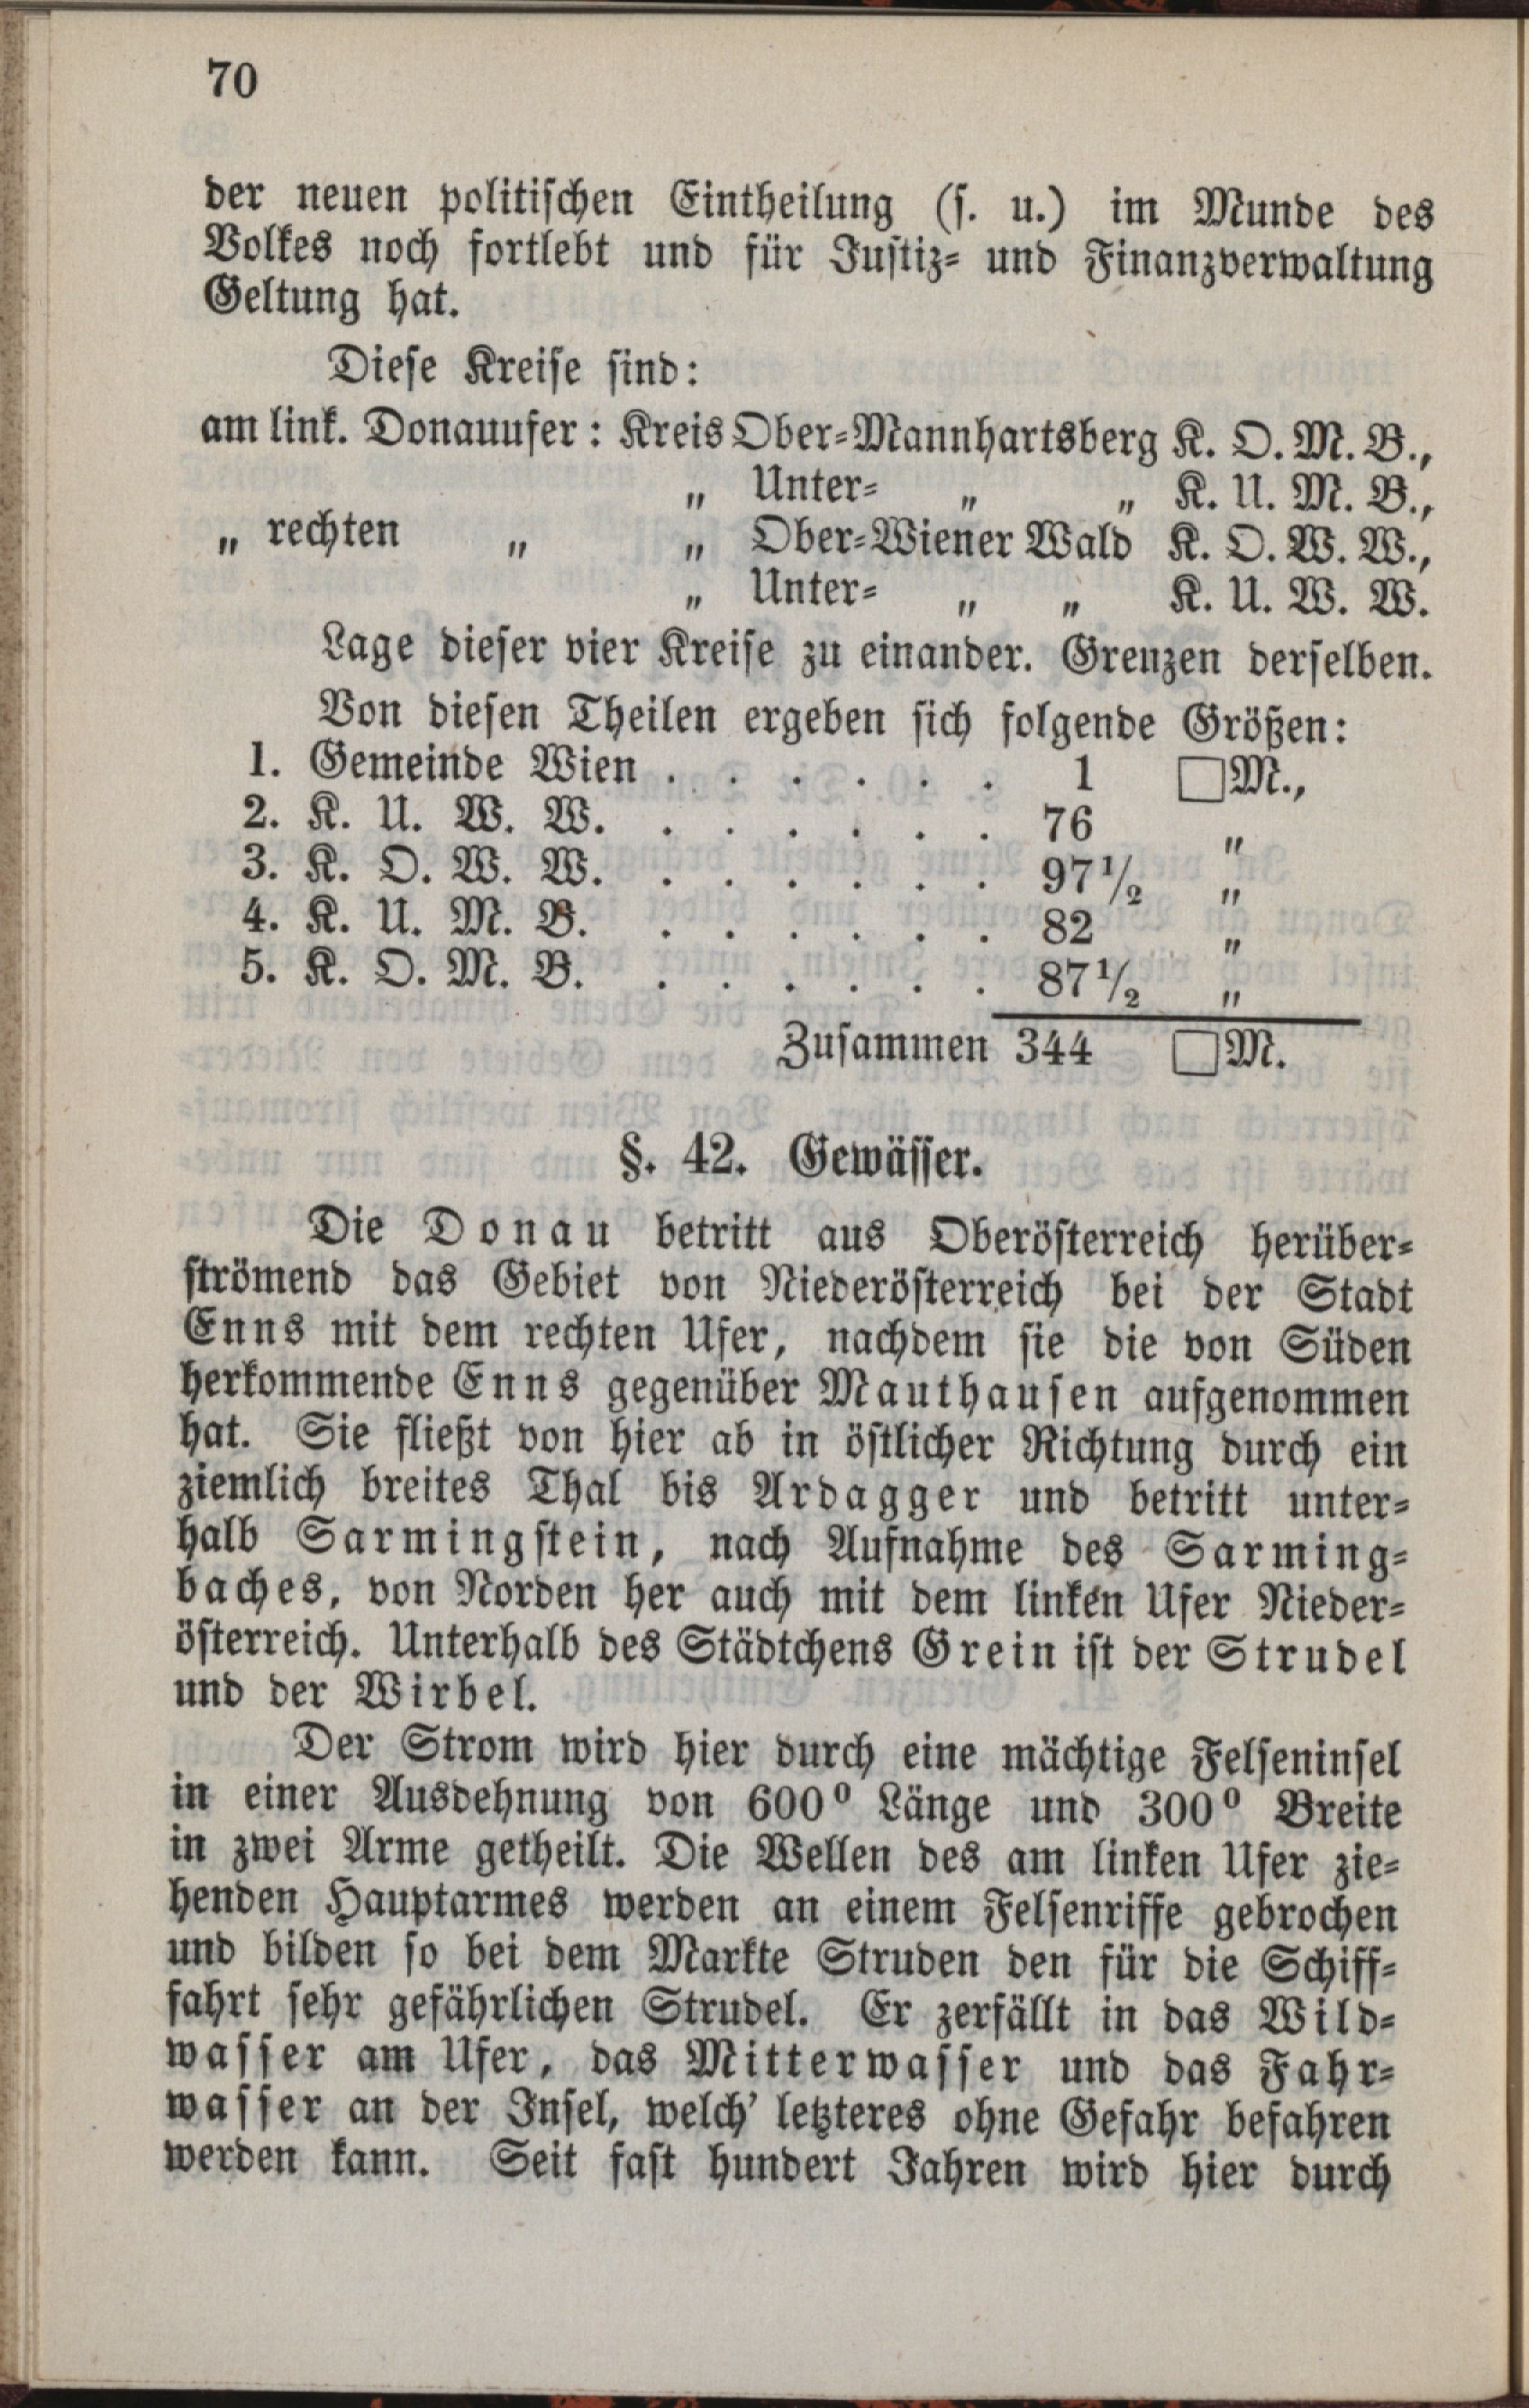 70
der neuen politischen Eintheilung (s. u.) im Munde des
Volkes noch fortlebt und für Justiz- und Finanzverwaltung
Geltung hat.
Diese Kreise sind:
am link. Donauufer: Kreis Ober-Mannhartsberg K. O. M. B.,
„ Unter- „ „ K. U. M. B.,
„ rechten „ „ Ober-Wiener Wald K. O. W. W.,
„ Unter- „ „ K. U. W. W.
Lage dieser vier Kreise zu einander. Grenzen derselben.
Von diesen Theilen ergeben sich folgende Größen:
1. Gemeinde Wien . . . . . . 1 □M.,
2. K. U. W. W. . . . . . . 76 „
3. K. O. W. W. . . . . . . 97 1/2 „
4. K. U. M. B. . . . . . . 82 „
5. K. O. M. B. . . . . . . 87 1/2 „
Zusammen 344 □M.
§. 42. Gewässer.
Die Donau betritt aus Oberösterreich herüber-
strömend das Gebiet von Niederösterreich bei der Stadt
Enns mit dem rechten Ufer, nachdem sie die von Süden
herkommende Enns gegenüber Mauthausen aufgenommen
hat. Sie fließt von hier ab in östlicher Richtung durch ein
ziemlich breites Thal bis Ardagger und betritt unter-
halb Sarmingstein, nach Aufnahme des Sarming-
baches, von Norden her auch mit dem linken Ufer Nieder-
österreich. Unterhalb des Städtchens Grein ist der Strudel
und der Wirbel.
Der Strom wird hier durch eine mächtige Felseninsel
in einer Ausdehnung von 600⁰ Länge und 300⁰ Breite
in zwei Arme getheilt. Die Wellen des am linken Ufer zie-
henden Hauptarmes werden an einem Felsenriffe gebrochen
und bilden so bei dem Markte Struden den für die Schiff-
fahrt sehr gefährlichen Strudel. Er zerfällt in das Wild-
wasser am Ufer, das Mitterwasser und das Fahr-
wasser an der Insel, welch' letzteres ohne Gefahr befahren
werden kann. Seit fast hundert Jahren wird hier durch